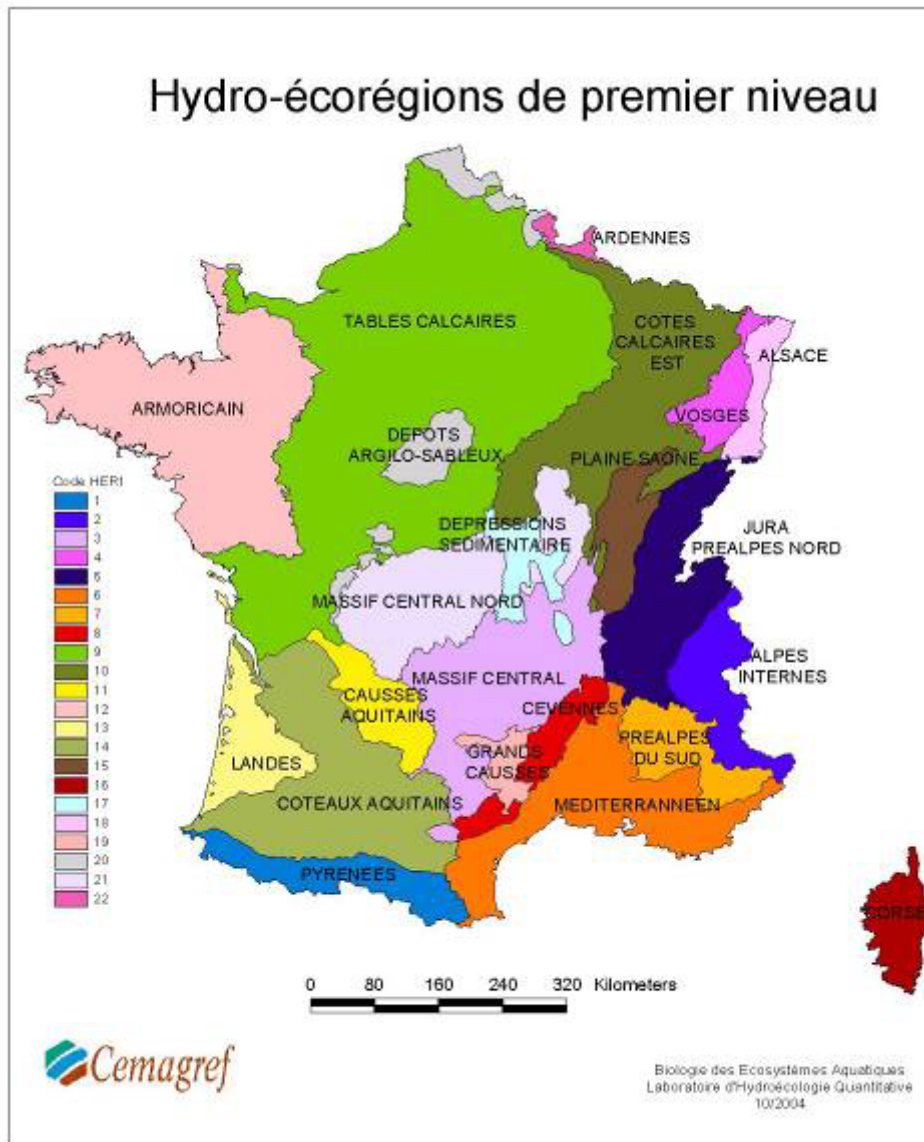 Hydro-écorégions de premier niveau
ARDENNES
TABLES CALCAIRES
COTES
CALCAIRES
EST
ALSACE
ARMORICAIN
VOSGES
DEPOTS
ARGILO-SABLEUX
PLAINE SAONE
Code HER1
1
2
3
4
5
6
7
8
9
10
11
12
13
14
15
16
17
18
19
20
21
22
DEPRESSIONS
SEDIMENTAIRE
JURA
PREALPES NORD
MASSIF CENTRAL NORD
ALPES
INTERNES
MASSIF CENTRAL
CAUSSES
AQUITAINS
CEVENNES
GRANDS
CAUSSES
PREALPES
DU SUD
LANDES
COTEAUX AQUITAINS
MEDITERRANNEEN
PYRENEES
CORSE
0 80 160 240 320 Kilometers
Cemagref
Biologie des Ecosystèmes Aquatiques
Laboratoire d'Hydroécologie Quantitative
10/2004